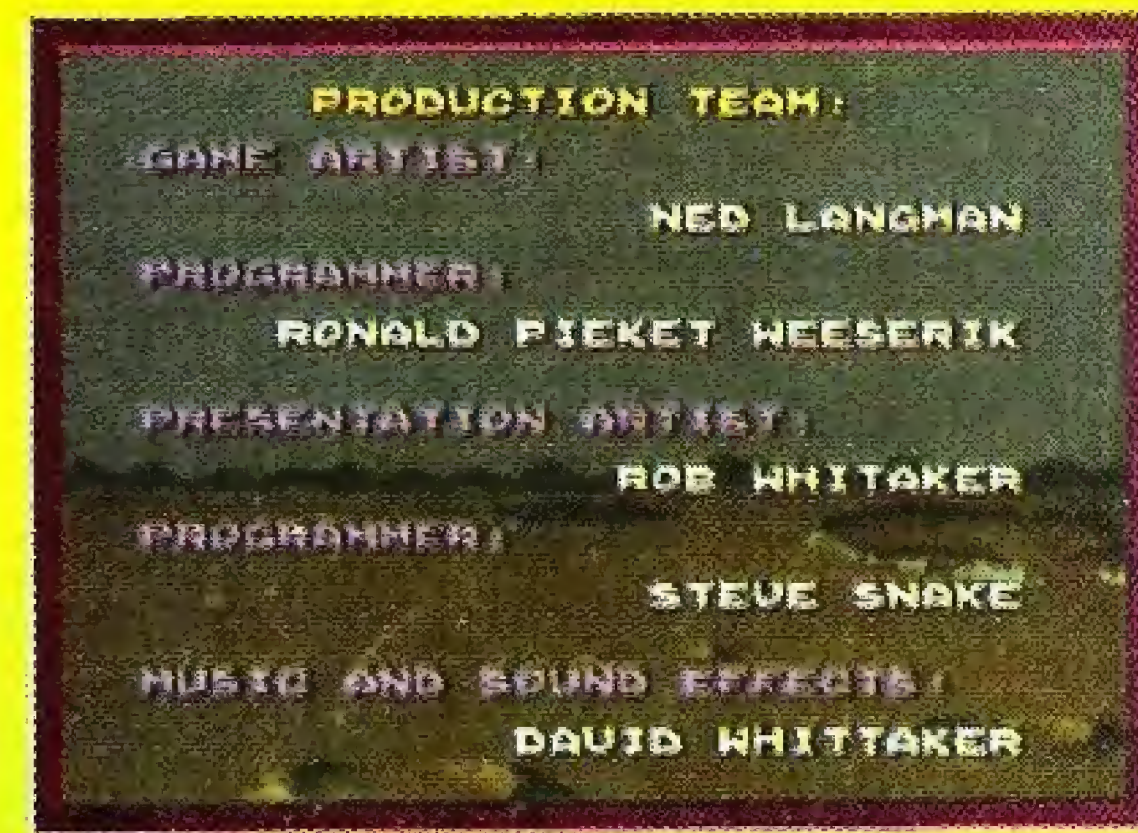 PRODUCTION TEAM:
GAME ARTIST:
NED LANGMAN
PROGRAMMER:
RONALD PIEKET WEESERIK
PRESENTATION ARTIST:
ROB WHITAKER
PROGRAMMER:
STEVE SNAKE
MUSIC AND SOUND EFFECTS:
DAVID WHITTAKER